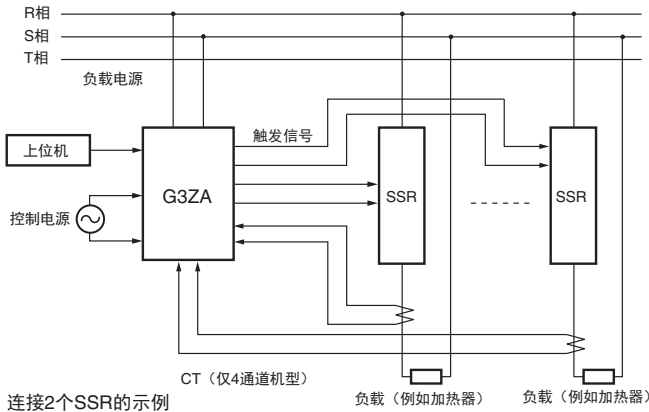 R相
S相
T相
负载电源
触发信号
上位机
G3ZA
SSR
SSR
控制电源
CT（仅4通道机型）
负载（例如加热器）
负载（例如加热器）
连接2个SSR的示例